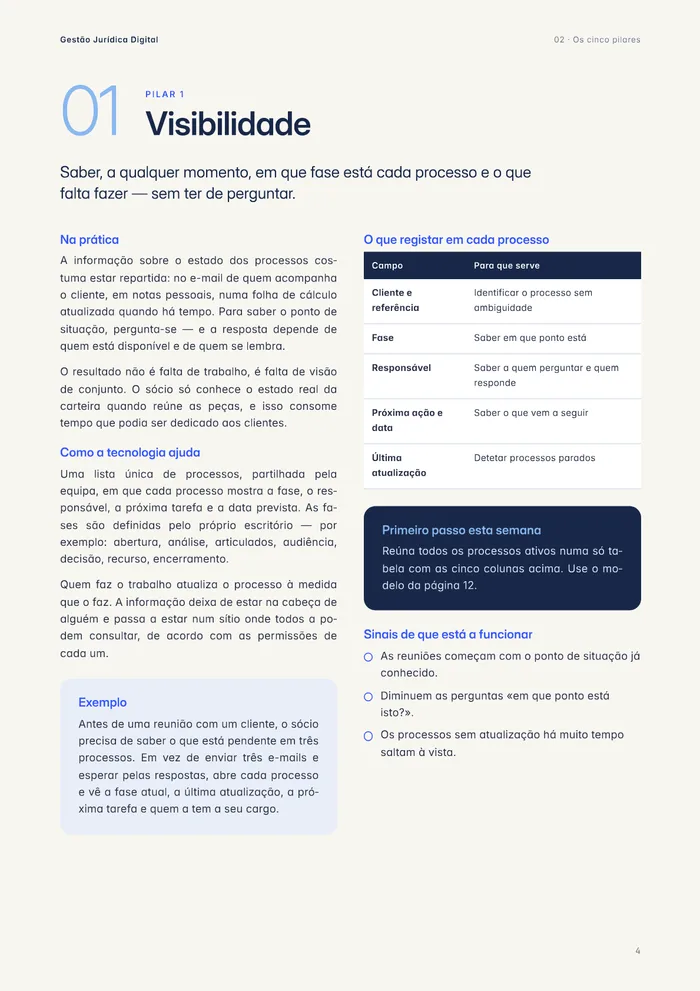 Gestão Jurídica Digital
02 · Os cinco pilares
01
PILAR 1
Visibilidade
Saber, a qualquer momento, em que fase está cada processo e o que
falta fazer — sem ter de perguntar.
Na prática
A informação sobre o estado dos processos cos-
tuma estar repartida: no e-mail de quem acompanha
o cliente, em notas pessoais, numa folha de cálculo
atualizada quando há tempo. Para saber o ponto de
situação, pergunta-se — e a resposta depende de
quem está disponível e de quem se lembra.
O resultado não é falta de trabalho, é falta de visão
de conjunto. O sócio só conhece o estado real da
carteira quando reúne as peças, e isso consome
tempo que podia ser dedicado aos clientes.
Como a tecnologia ajuda
Uma lista única de processos, partilhada pela
equipa, em que cada processo mostra a fase, o res-
ponsável, a próxima tarefa e a data prevista. As fa-
ses são definidas pelo próprio escritório — por
exemplo: abertura, análise, articulados, audiência,
decisão, recurso, encerramento.
Quem faz o trabalho atualiza o processo à medida
que o faz. A informação deixa de estar na cabeça de
alguém e passa a estar num sítio onde todos a po-
dem consultar, de acordo com as permissões de
cada um.
Exemplo
Antes de uma reunião com um cliente, o sócio
precisa de saber o que está pendente em três
processos. Em vez de enviar três e-mails e
esperar pelas respostas, abre cada processo
e vê a fase atual, a última atualização, a pró-
xima tarefa e quem a tem a seu cargo.
O que registar em cada processo
Campo Para que serve
Cliente e Identificar o processo sem
referência ambiguidade
Fase Saber em que ponto está
Responsável Saber a quem perguntar e quem
responde
Próxima ação e Saber o que vem a seguir
data
Última Detetar processos parados
atualização
Primeiro passo esta semana
Reúna todos os processos ativos numa só ta-
bela com as cinco colunas acima. Use o mo-
delo da página 12.
Sinais de que está a funcionar
As reuniões começam com o ponto de situação já
conhecido.
Diminuem as perguntas «em que ponto está
isto?».
Os processos sem atualização há muito tempo
saltam à vista.
4